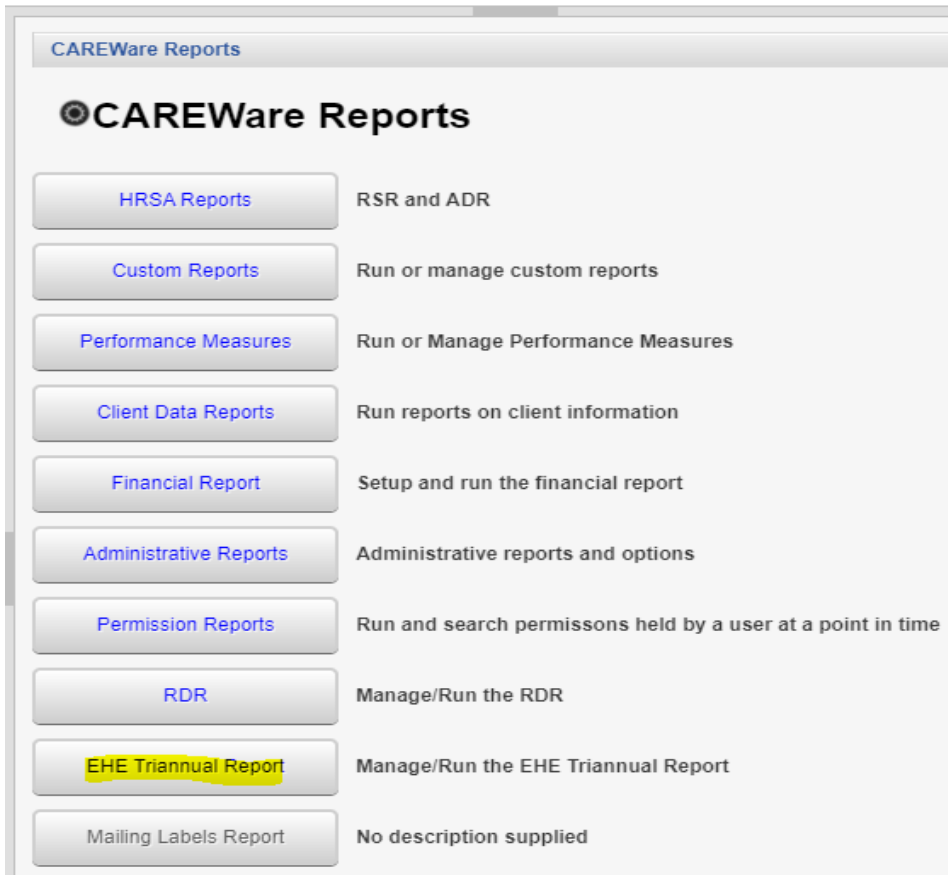 CAREWare Reports
CAREWare Reports
HRSA Reports RSR and ADR
Custom Reports Run or manage custom reports
Performance Measures Run or Manage Performance Measures
Client Data Reports Run reports on client information
Financial Report Setup and run the financial report
Administrative Reports Administrative reports and options
Permission Reports Run and search permissons held by a user at a point in time
RDR Manage/Run the RDR
EHE Triannual Report Manage/Run the EHE Triannual Report
Mailing Labels Report No description supplied